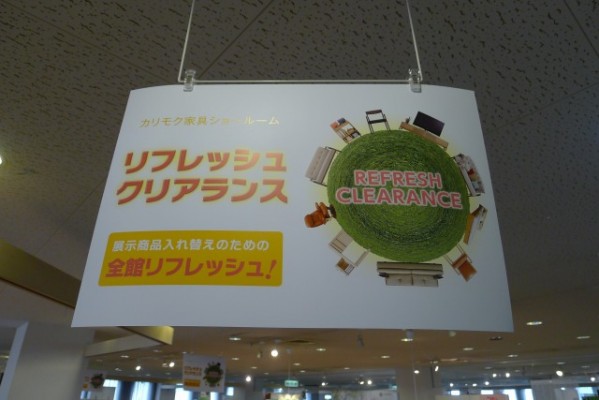 カリモク家具ショールーム
リフレッシュ
クリアランス
展示商品入れ替えのための
全館リフレッシュ!
REFRESH
CLEARANCE